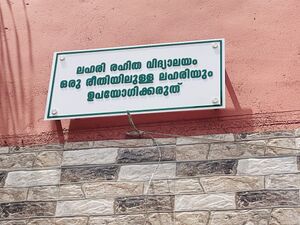 ലഹരി രഹിത വിദ്യാലയം
ഒരു രീതിയിലുള്ള ലഹരിയും
ഉപയോഗിക്കരുത്